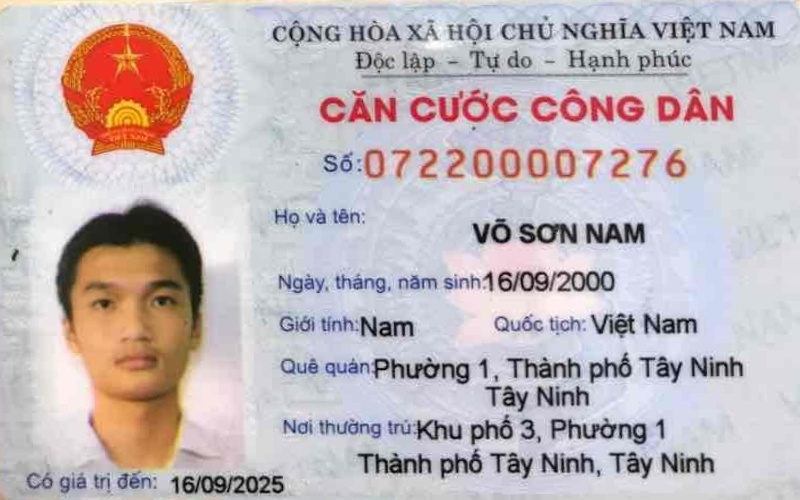 CỘNG HÒA XÃ HỘI CHỦ NGHĨA VIỆT NAM
Độc lập - Tự do - Hạnh phúc
CĂN CƯỚC CÔNG DÂN
Số: 072200007276
Họ và tên:
VÕ SƠN NAM
Ngày, tháng, năm sinh: 16/09/2000
Giới tính: Nam Quốc tịch: Việt Nam
Quê quán: Phường 1, Thành phố Tây Ninh
Tây Ninh
Nơi thường trú: Khu phố 3, Phường 1
Thành phố Tây Ninh, Tây Ninh
Có giá trị đến: 16/09/2025